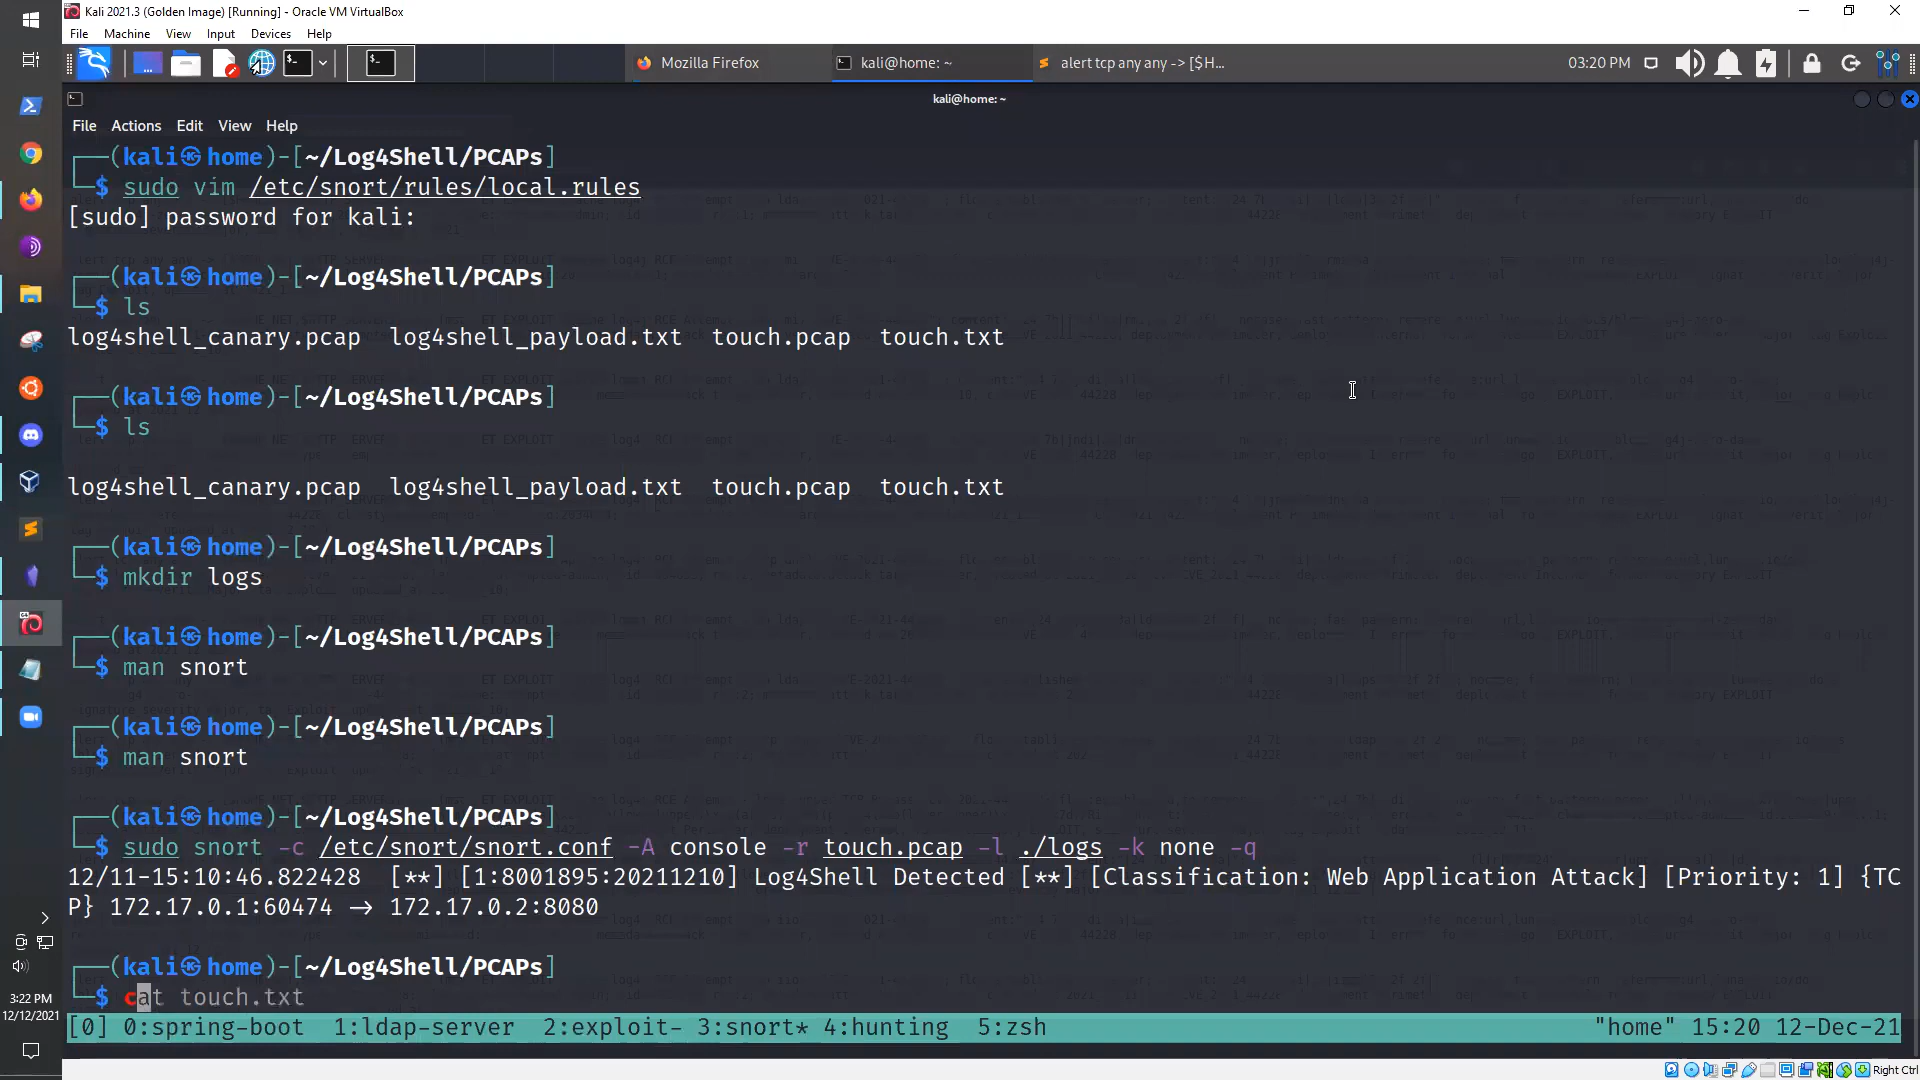 Kali 2021.3 (Golden Image) [Running] - Oracle VM VirtualBox
File Machine View Input Devices Help
Mozilla Firefox
kali@home: ~
alert tcp any any -> [$H...
03:20 PM
kali@home: ~
File Actions Edit View Help
┌──(kali㉿home)-[~/Log4Shell/PCAPs]
└─$ sudo vim /etc/snort/rules/local.rules
[sudo] password for kali:
┌──(kali㉿home)-[~/Log4Shell/PCAPs]
└─$ ls
log4shell_canary.pcap log4shell_payload.txt touch.pcap touch.txt
┌──(kali㉿home)-[~/Log4Shell/PCAPs]
└─$ ls
log4shell_canary.pcap log4shell_payload.txt touch.pcap touch.txt
┌──(kali㉿home)-[~/Log4Shell/PCAPs]
└─$ mkdir logs
┌──(kali㉿home)-[~/Log4Shell/PCAPs]
└─$ man snort
┌──(kali㉿home)-[~/Log4Shell/PCAPs]
└─$ man snort
┌──(kali㉿home)-[~/Log4Shell/PCAPs]
└─$ sudo snort -c /etc/snort/snort.conf -A console -r touch.pcap -l ./logs -k none -q
12/11-15:10:46.822428 [**] [1:8001895:20211210] Log4Shell Detected [**] [Classification: Web Application Attack] [Priority: 1] {TC
P} 172.17.0.1:60474 → 172.17.0.2:8080
┌──(kali㉿home)-[~/Log4Shell/PCAPs]
└─$ cat touch.txt
[0] 0:spring-boot 1:ldap-server 2:exploit- 3:snort* 4:hunting 5:zsh "home" 15:20 12-Dec-21
3:22 PM
12/12/2021
Right Ctrl